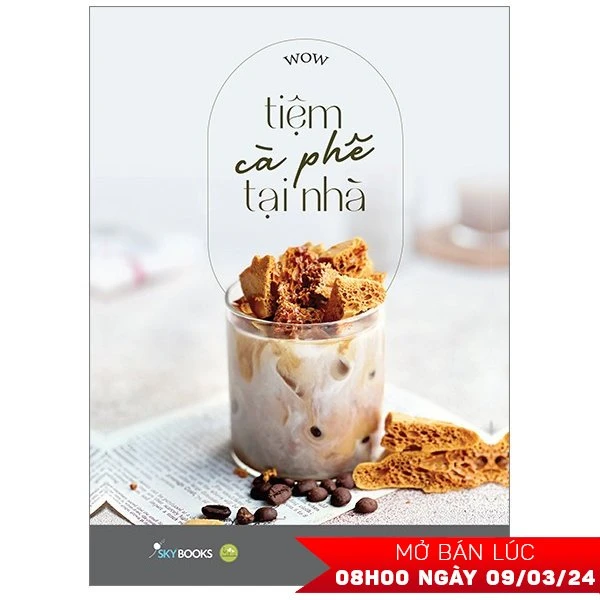 WOW
tiệm
cà phê
tại nhà
SKYBOOKS
MỞ BÁN LÚC
08H00 NGÀY 09/03/24